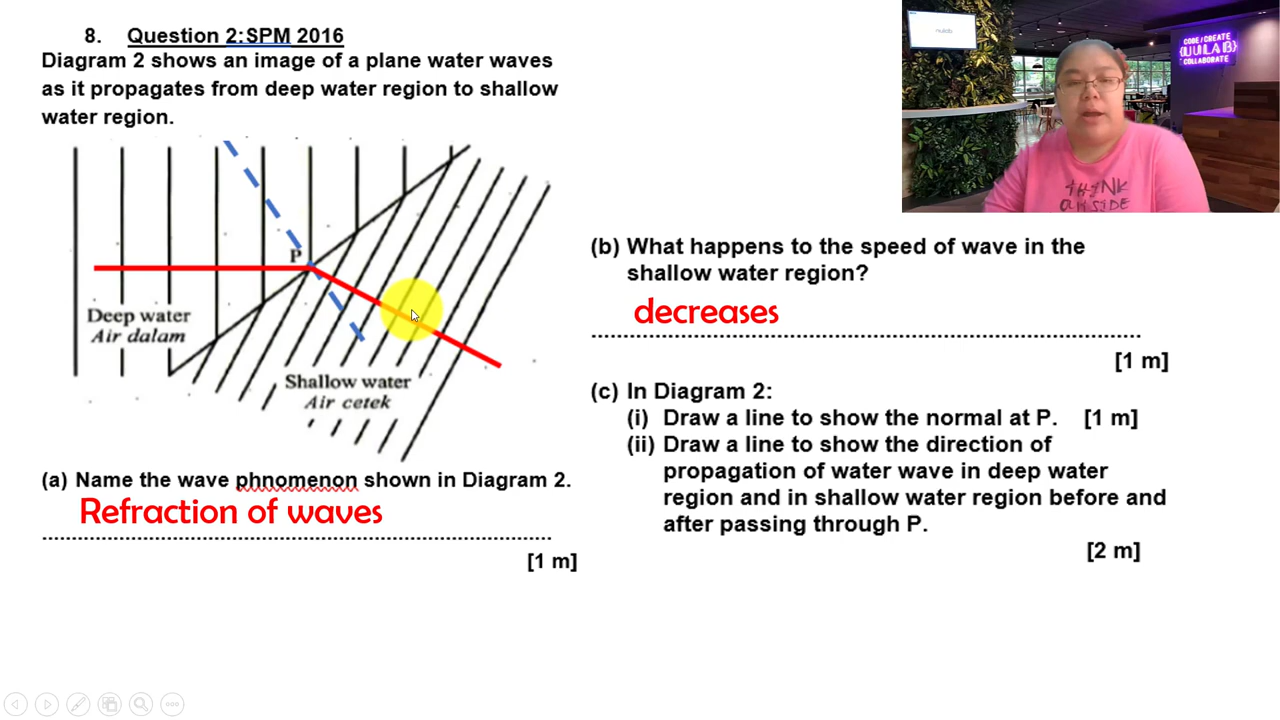 8. Question 2:SPM 2016
Diagram 2 shows an image of a plane water waves
as it propagates from deep water region to shallow
water region.
P
Deep water
Air dalam
Shallow water
Air cetek
(a) Name the wave phnomenon shown in Diagram 2.
Refraction of waves
[1 m]
(b) What happens to the speed of wave in the
shallow water region?
decreases
[1 m]
(c) In Diagram 2:
(i) Draw a line to show the normal at P. [1 m]
(ii) Draw a line to show the direction of
propagation of water wave in deep water
region and in shallow water region before and
after passing through P.
[2 m]
nulab
CODE/CREATE
{NULAB}
COLLABORATE
THINK
OUTSIDE